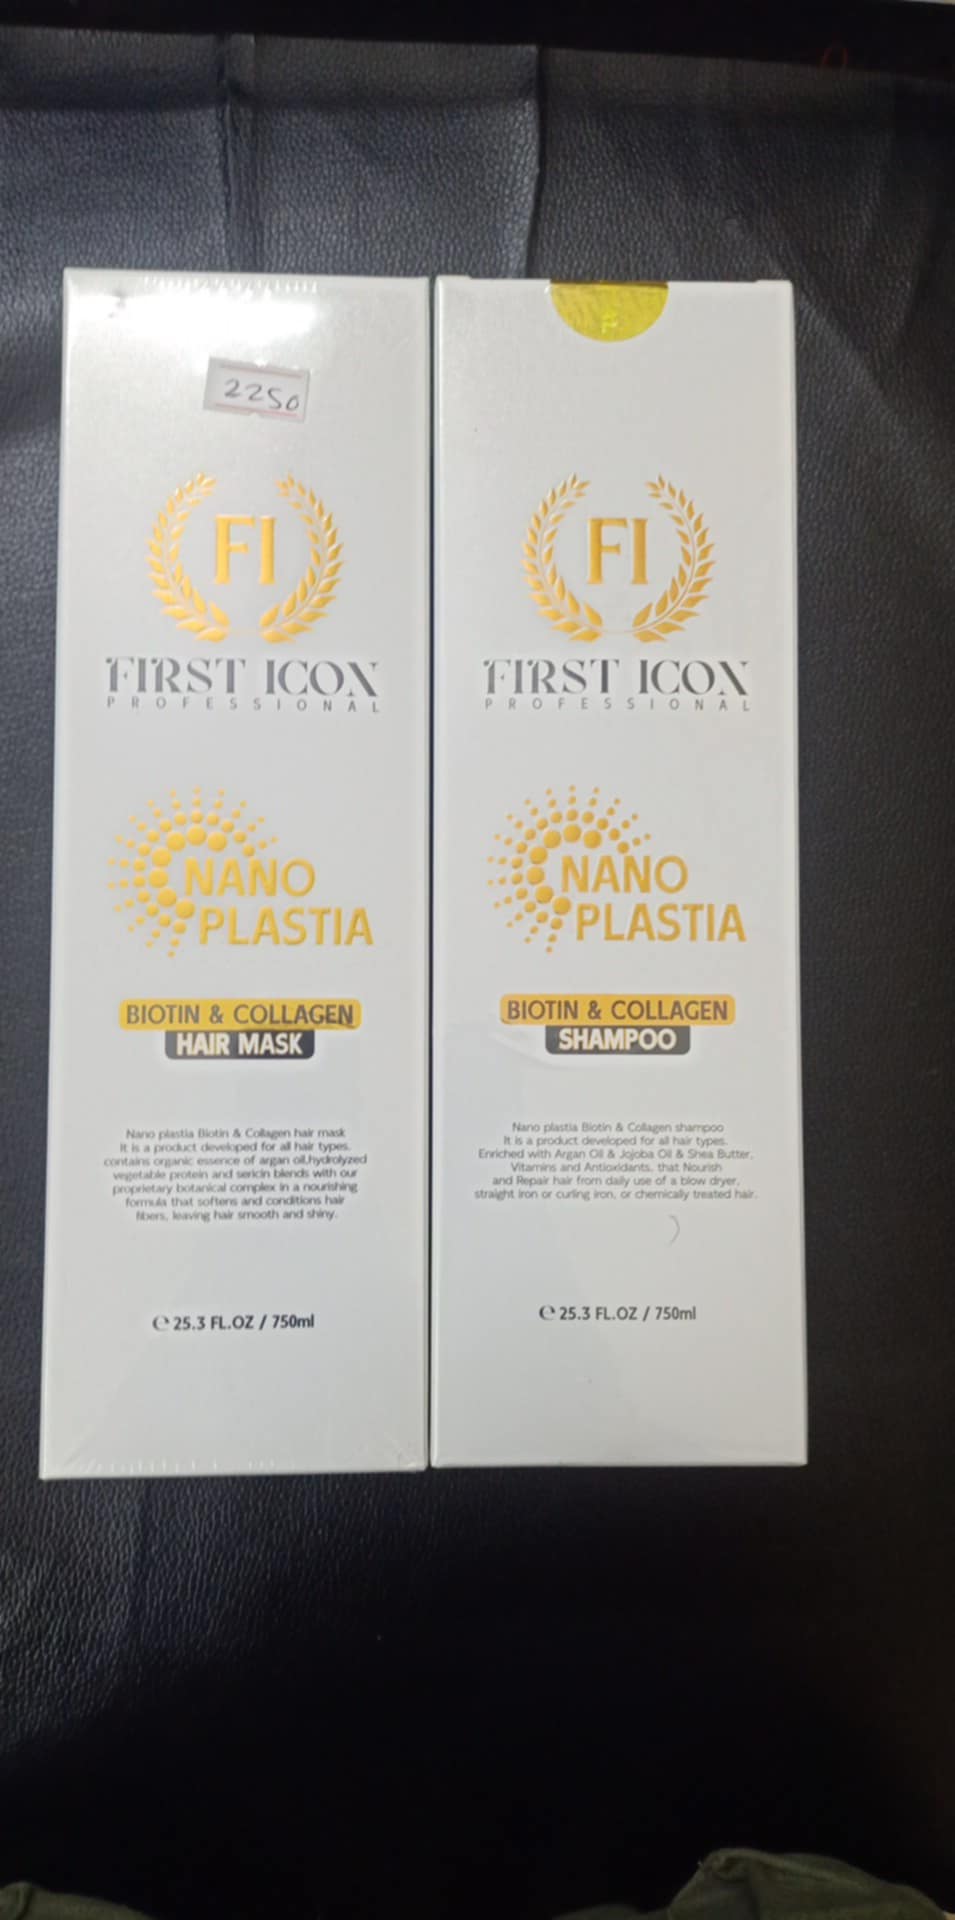 2250
FI
FIRST ICON
PROFESSIONAL
NANO
PLASTIA
BIOTIN & COLLAGEN
HAIR MASK
Nano plastia Biotin & Collagen hair mask
It is a product developed for all hair types.
contains organic essence of argan oil,hydrolyzed
vegetable protein and sericin blends with our
proprietary botanical complex in a nourishing
formula that softens and conditions hair
fibers, leaving hair smooth and shiny.
℮ 25.3 FL.OZ / 750ml
FI
FIRST ICON
PROFESSIONAL
NANO
PLASTIA
BIOTIN & COLLAGEN
SHAMPOO
Nano plastia Biotin & Collagen shampoo
It is a product developed for all hair types.
Enriched with Argan Oil & Jojoba Oil & Shea Butter,
Vitamins and Antioxidants, that Nourish
and Repair hair from daily use of a blow dryer,
straight iron or curling iron, or chemically treated hair.
℮ 25.3 FL.OZ / 750ml